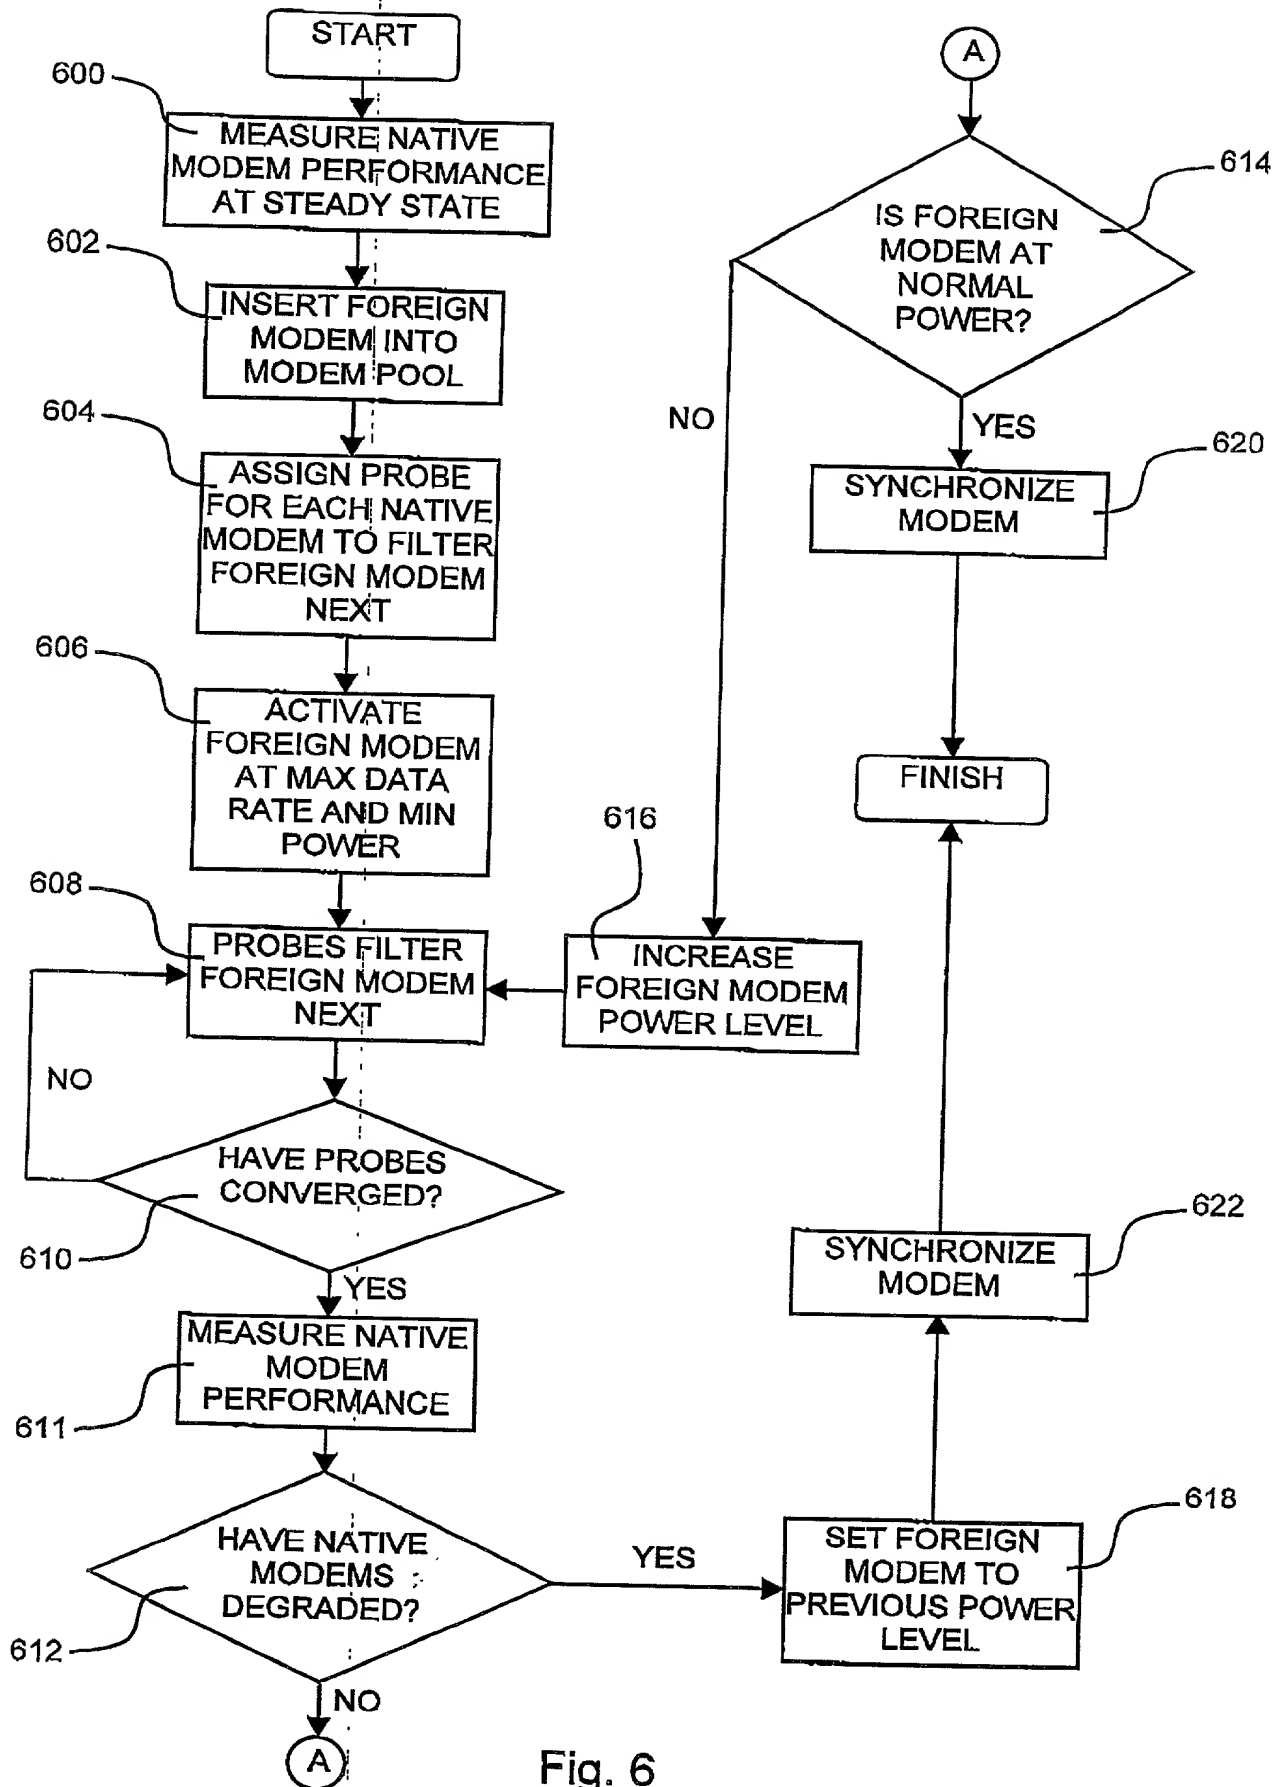 START
600
MEASURE NATIVE
MODEM PERFORMANCE
AT STEADY STATE
602
INSERT FOREIGN
MODEM INTO
MODEM POOL
604
ASSIGN PROBE
FOR EACH NATIVE
MODEM TO FILTER
FOREIGN MODEM
NEXT
606
ACTIVATE
FOREIGN MODEM
AT MAX DATA
RATE AND MIN
POWER
608
PROBES FILTER
FOREIGN MODEM
NEXT
NO
HAVE PROBES
CONVERGED?
610
YES
MEASURE NATIVE
MODEM
PERFORMANCE
611
HAVE NATIVE
MODEMS
DEGRADED?
612
YES
NO
A
A
614
IS FOREIGN
MODEM AT
NORMAL
POWER?
NO
YES
620
SYNCHRONIZE
MODEM
FINISH
616
INCREASE
FOREIGN MODEM
POWER LEVEL
622
SYNCHRONIZE
MODEM
618
SET FOREIGN
MODEM TO
PREVIOUS POWER
LEVEL
Fig. 6